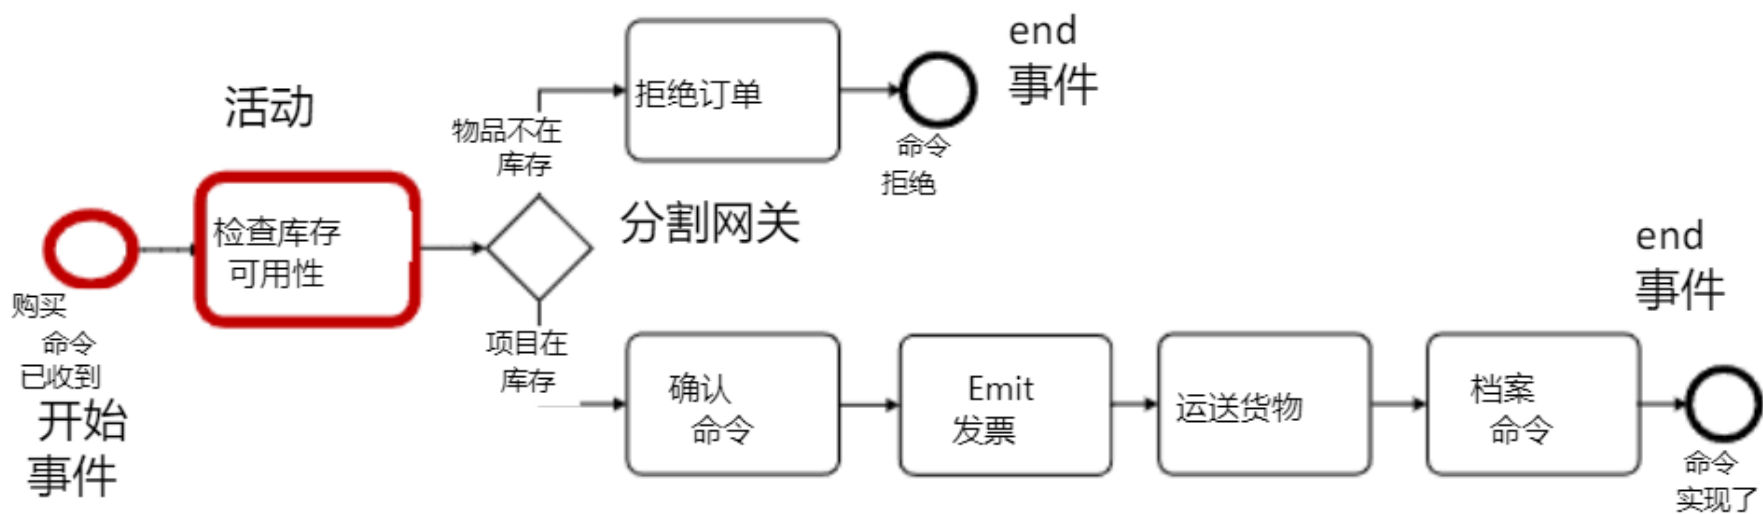 活动
购买
命令
已收到
开始
事件
检查库存
可用性
物品不在
库存
分割网关
项目在
库存
拒绝订单
命令
拒绝
end
事件
确认
命令
Emit
发票
运送货物
档案
命令
end
事件
命令
实现了